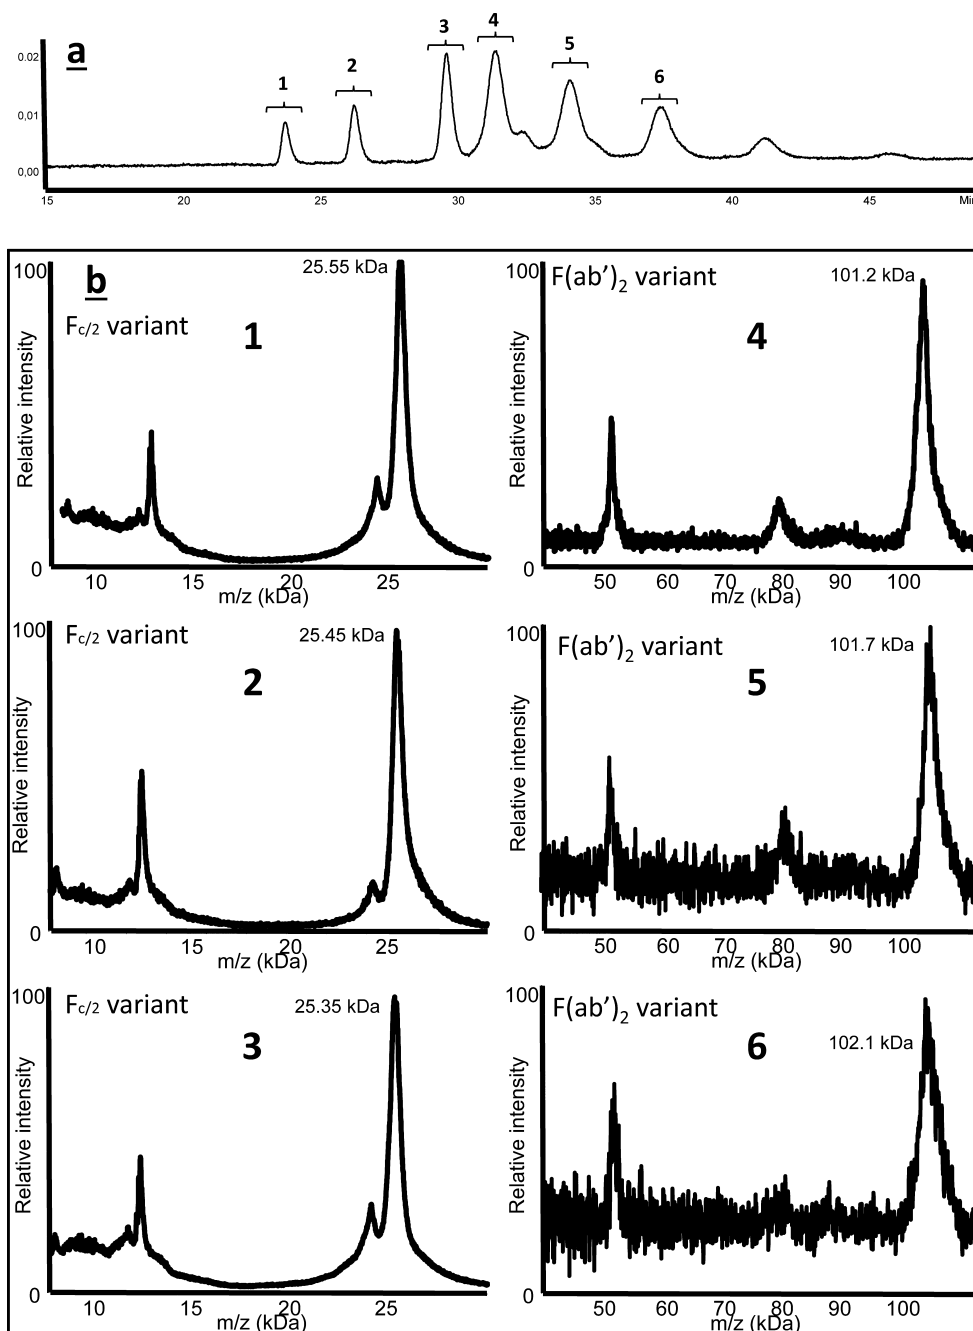 a
1
2
3
4
5
6
0.02
0,01
0,00
15 20 25 30 35 40 45 Min
b
100
Fc/2 variant
1
25.55 kDa
Relative intensity
0
10 15 20 25
m/z (kDa)
100
F(ab’)2 variant
4
101.2 kDa
Relative intensity
0
50 60 70 80 90 100
m/z (kDa)
100
Fc/2 variant
2
25.45 kDa
Relative intensity
0
10 15 20 25
m/z (kDa)
100
F(ab’)2 variant
5
101.7 kDa
Relative intensity
0
50 60 70 80 90 100
m/z (kDa)
100
Fc/2 variant
3
25.35 kDa
Relative intensity
0
10 15 20 25
m/z (kDa)
100
F(ab’)2 variant
6
102.1 kDa
Relative intensity
0
50 60 70 80 90 100
m/z (kDa)